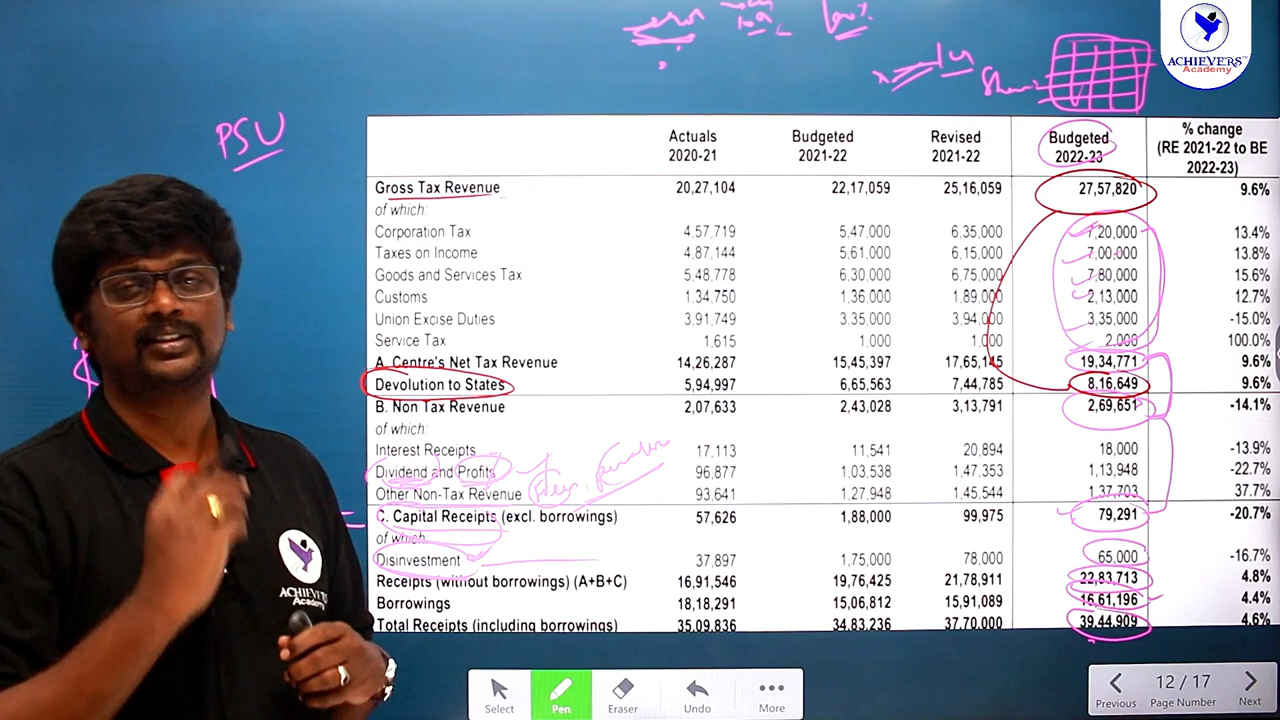 ACHIEVERS
Academy
PSU
Actuals 2020-21
Budgeted 2021-22
Revised 2021-22
Budgeted 2022-23
% change (RE 2021-22 to BE 2022-23)
Gross Tax Revenue 20,27,104 22,17,059 25,16,059 27,57,820 9.6%
of which:
Corporation Tax 4,57,719 5,47,000 6,35,000 7,20,000 13.4%
Taxes on Income 4,87,144 5,61,000 6,15,000 7,00,000 13.8%
Goods and Services Tax 5,48,778 6,30,000 6,75,000 7,80,000 15.6%
Customs 1,34,750 1,36,000 1,89,000 2,13,000 12.7%
Union Excise Duties 3,91,749 3,35,000 3,94,000 3,35,000 -15.0%
Service Tax 1,615 1,000 1,000 2,000 100.0%
A. Centre's Net Tax Revenue 14,26,287 15,45,397 17,65,145 19,34,771 9.6%
Devolution to States 5,94,997 6,65,563 7,44,785 8,16,649 9.6%
B. Non Tax Revenue 2,07,633 2,43,028 3,13,791 2,69,651 -14.1%
of which:
Interest Receipts 17,113 11,541 20,894 18,000 -13.9%
Dividend and Profits 96,877 1,03,538 1,47,353 1,13,948 -22.7%
Other Non-Tax Revenue 93,641 1,27,948 1,45,544 1,37,703 37.7%
C. Capital Receipts (excl. borrowings) 57,626 1,88,000 99,975 79,291 -20.7%
of which:
Disinvestment 37,897 1,75,000 78,000 65,000 -16.7%
Receipts (without borrowings) (A+B+C) 16,91,546 19,76,425 21,78,911 22,83,713 4.8%
Borrowings 18,18,291 15,06,812 15,91,089 16,61,196 4.4%
Total Receipts (including borrowings) 35,09,836 34,83,236 37,70,000 39,44,909 4.6%
ACHIEVERS
Academy
Select
Pen
Eraser
Undo
More
Previous
12 / 17
Page Number
Next